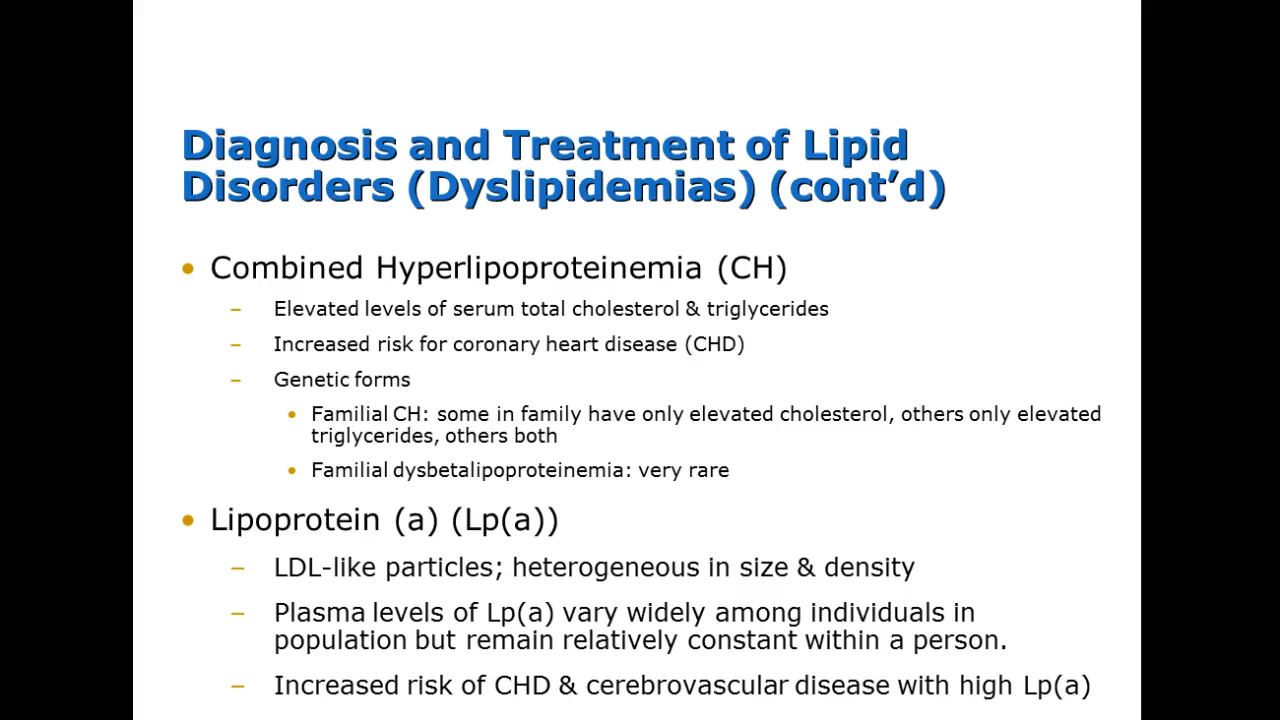 Diagnosis and Treatment of Lipid
Disorders (Dyslipidemias) (cont’d)
• Combined Hyperlipoproteinemia (CH)
– Elevated levels of serum total cholesterol & triglycerides
– Increased risk for coronary heart disease (CHD)
– Genetic forms
• Familial CH: some in family have only elevated cholesterol, others only elevated
triglycerides, others both
• Familial dysbetalipoproteinemia: very rare
• Lipoprotein (a) (Lp(a))
– LDL-like particles; heterogeneous in size & density
– Plasma levels of Lp(a) vary widely among individuals in
population but remain relatively constant within a person.
– Increased risk of CHD & cerebrovascular disease with high Lp(a)